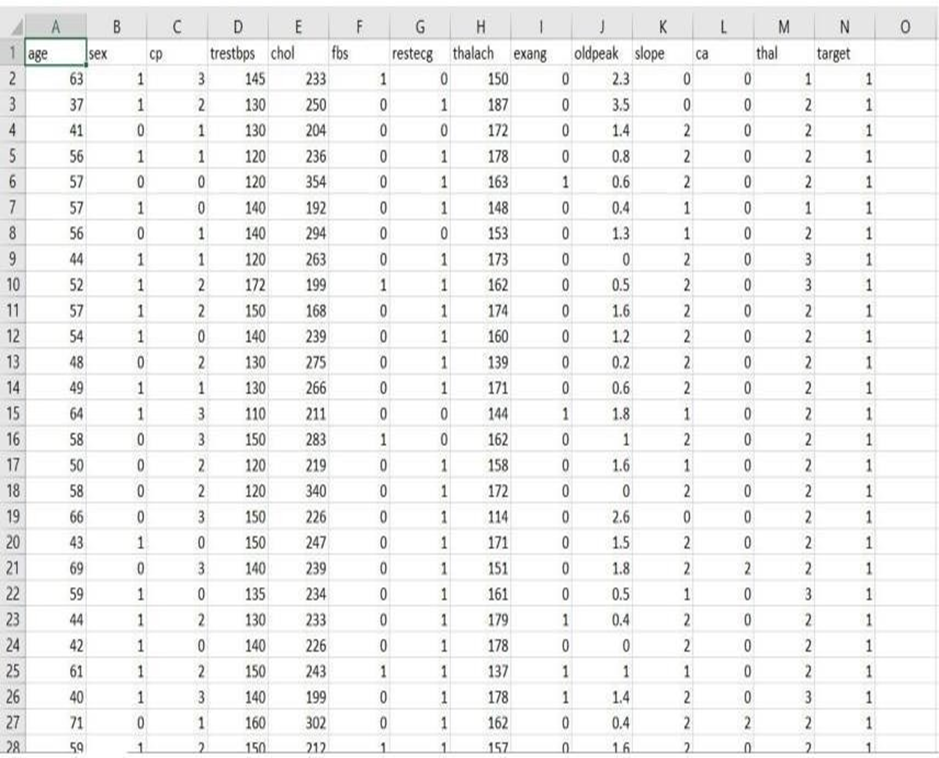 A B C D E F G H I J K L M N O
1 age sex cp trestbps chol fbs restecg thalach exang oldpeak slope ca thal target
2 63 1 3 145 233 1 0 150 0 2.3 0 0 1 1
3 37 1 2 130 250 0 1 187 0 3.5 0 0 2 1
4 41 0 1 130 204 0 0 172 0 1.4 2 0 2 1
5 56 1 1 120 236 0 1 178 0 0.8 2 0 2 1
6 57 0 0 120 354 0 1 163 1 0.6 2 0 2 1
7 57 1 0 140 192 0 1 148 0 0.4 1 0 1 1
8 56 0 1 140 294 0 0 153 0 1.3 1 0 2 1
9 44 1 1 120 263 0 1 173 0 0 2 0 3 1
10 52 1 2 172 199 1 1 162 0 0.5 2 0 3 1
11 57 1 2 150 168 0 1 174 0 1.6 2 0 2 1
12 54 1 0 140 239 0 1 160 0 1.2 2 0 2 1
13 48 0 2 130 275 0 1 139 0 0.2 2 0 2 1
14 49 1 1 130 266 0 1 171 0 0.6 2 0 2 1
15 64 1 3 110 211 0 0 144 1 1.8 1 0 2 1
16 58 0 3 150 283 1 0 162 0 1 2 0 2 1
17 50 0 2 120 219 0 1 158 0 1.6 1 0 2 1
18 58 0 2 120 340 0 1 172 0 0 2 0 2 1
19 66 0 3 150 226 0 1 114 0 2.6 0 0 2 1
20 43 1 0 150 247 0 1 171 0 1.5 2 0 2 1
21 69 0 3 140 239 0 1 151 0 1.8 2 2 2 1
22 59 1 0 135 234 0 1 161 0 0.5 1 0 3 1
23 44 1 2 130 233 0 1 179 1 0.4 2 0 2 1
24 42 1 0 140 226 0 1 178 0 0 2 0 2 1
25 61 1 2 150 243 1 1 137 1 1 1 0 2 1
26 40 1 3 140 199 0 1 178 1 1.4 2 0 3 1
27 71 0 1 160 302 0 1 162 0 0.4 2 2 2 1
28 59 1 2 150 212 1 1 157 0 1.6 2 0 2 1